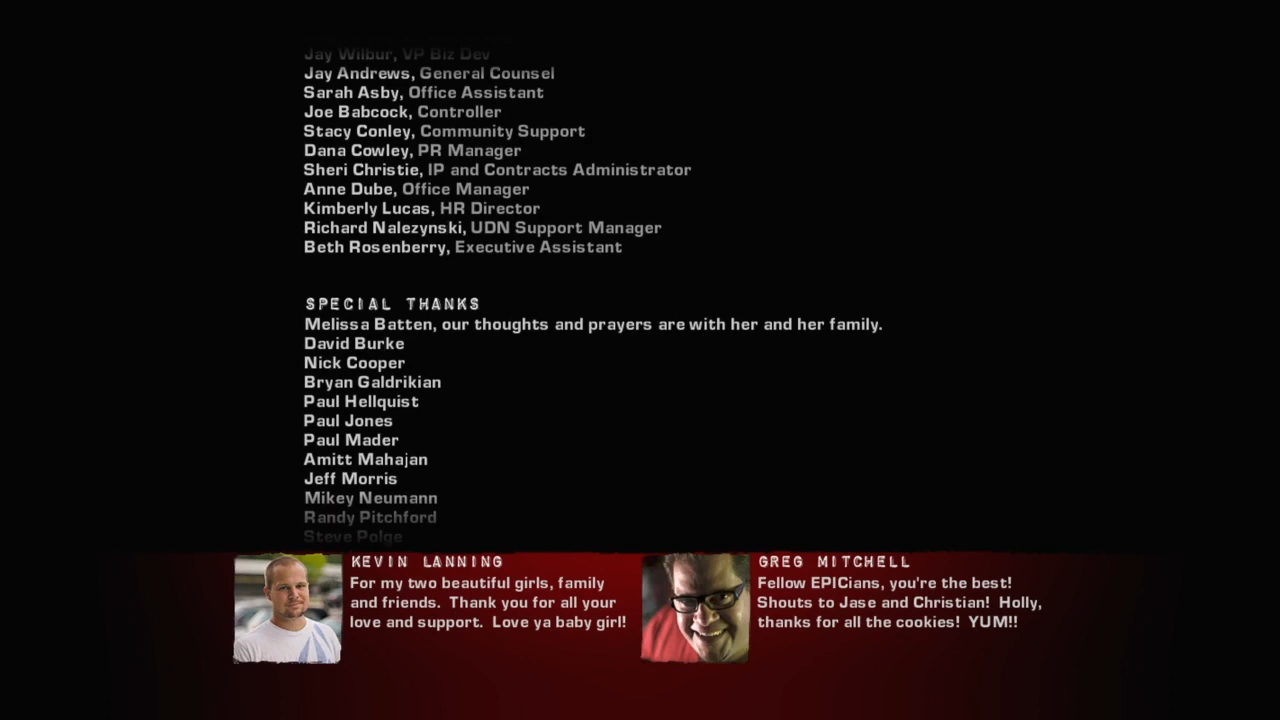 Jay Wilbur, VP Biz Dev
Jay Andrews, General Counsel
Sarah Asby, Office Assistant
Joe Babcock, Controller
Stacy Conley, Community Support
Dana Cowley, PR Manager
Sheri Christie, IP and Contracts Administrator
Anne Dube, Office Manager
Kimberly Lucas, HR Director
Richard Nalezynski, UDN Support Manager
Beth Rosenberry, Executive Assistant
SPECIAL THANKS
Melissa Batten, our thoughts and prayers are with her and her family.
David Burke
Nick Cooper
Bryan Galdrikian
Paul Hellquist
Paul Jones
Paul Mader
Amitt Mahajan
Jeff Morris
Mikey Neumann
Randy Pitchford
Steve Polge
KEVIN LANNING
For my two beautiful girls, family
and friends. Thank you for all your
love and support. Love ya baby girl!
GREG MITCHELL
Fellow EPICians, you're the best!
Shouts to Jase and Christian! Holly,
thanks for all the cookies! YUM!!